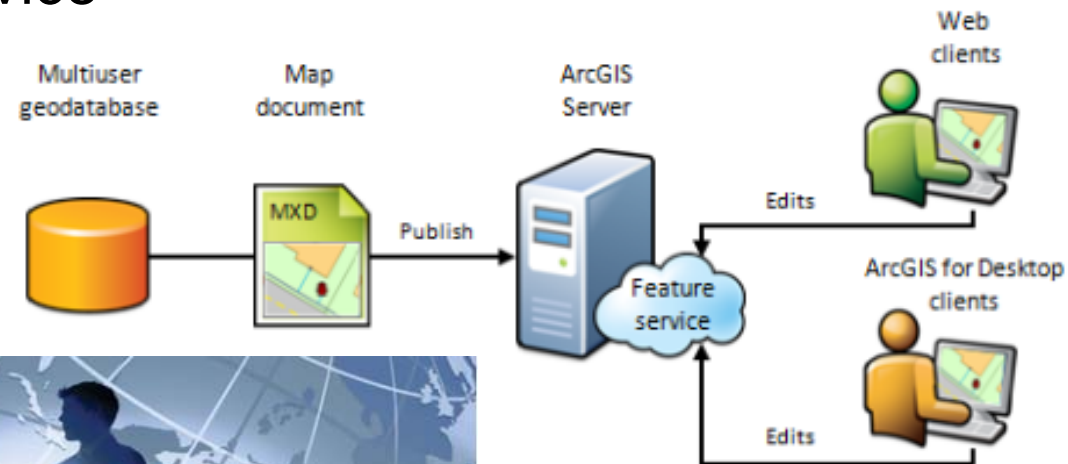 Multiuser
geodatabase
Map
document
ArcGIS
Server
Web
clients
MXD
Publish
Edits
Feature
service
ArcGIS for Desktop
clients
Edits